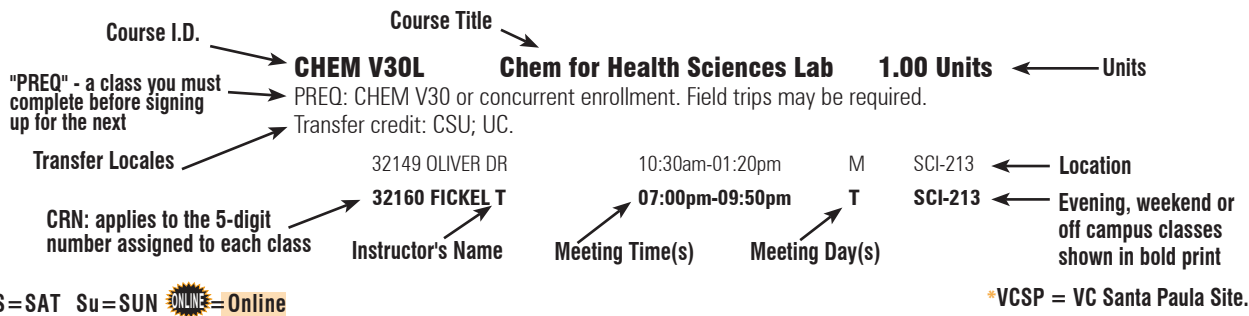 Course I.D.
Course Title
CHEM V30L Chem for Health Sciences Lab 1.00 Units
Units
"PREQ" - a class you must
complete before signing
up for the next
PREQ: CHEM V30 or concurrent enrollment. Field trips may be required.
Transfer credit: CSU; UC.
Transfer Locales
32149 OLIVER DR 10:30am-01:20pm M SCI-213
Location
32160 FICKEL T 07:00pm-09:50pm T SCI-213
CRN: applies to the 5-digit
number assigned to each class
Instructor's Name
Meeting Time(s)
Meeting Day(s)
Evening, weekend or
off campus classes
shown in bold print
S=SAT Su=SUN ONLINE=Online
*VCSP = VC Santa Paula Site.